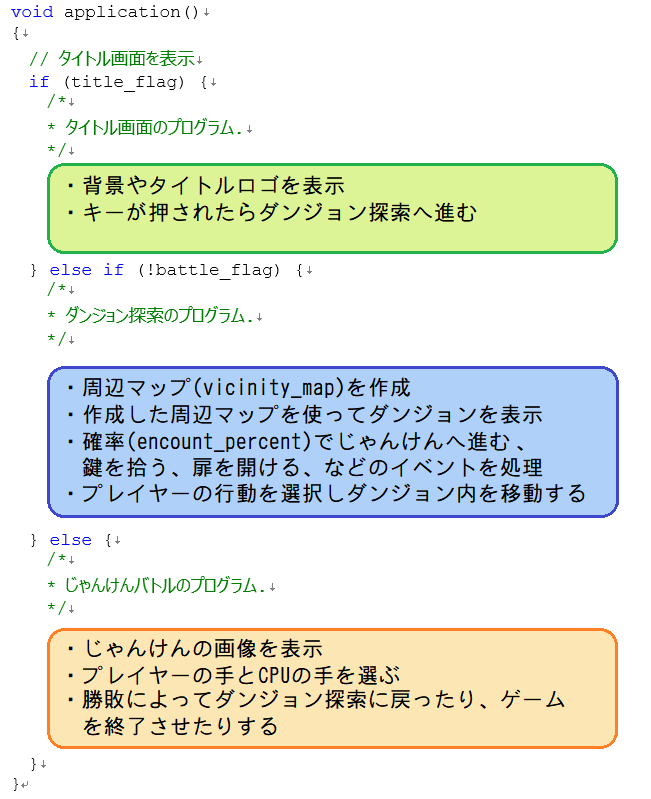 void application()↓
{↓
// タイトル画面を表示↓
if (title_flag) {↓
/*↓
* タイトル画面のプログラム.↓
*/↓
・背景やタイトルロゴを表示
・キーが押されたらダンジョン探索へ進む
} else if (!battle_flag) {↓
/*↓
* ダンジョン探索のプログラム.↓
*/↓
・周辺マップ(vicinity_map)を作成
・作成した周辺マップを使ってダンジョンを表示
・確率(encount_percent)でじゃんけんへ進む、
鍵を拾う、扉を開ける、などのイベントを処理
・プレイヤーの行動を選択しダンジョン内を移動する
} else {↓
/*↓
* じゃんけんバトルのプログラム.↓
*/↓
・じゃんけんの画像を表示
・プレイヤーの手とCPUの手を選ぶ
・勝敗によってダンジョン探索に戻ったり、ゲーム
を終了させたりする
}↓
}↵